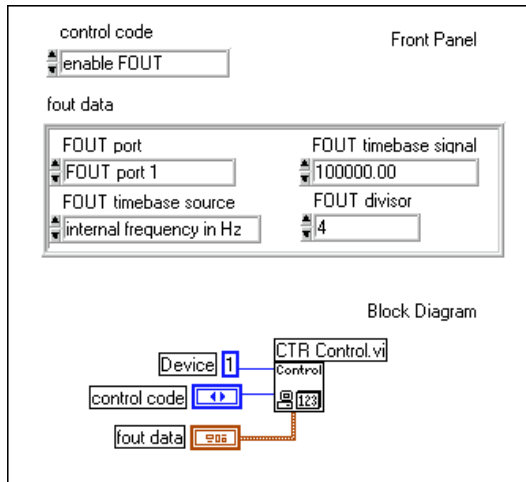 control code
Front Panel
enable FOUT
fout data
FOUT port
FOUT timebase signal
FOUT port 1
100000.00
FOUT timebase source
FOUT divisor
internal frequency in Hz
4
Block Diagram
CTR Control.vi
Device 1
Control
control code
123
fout data